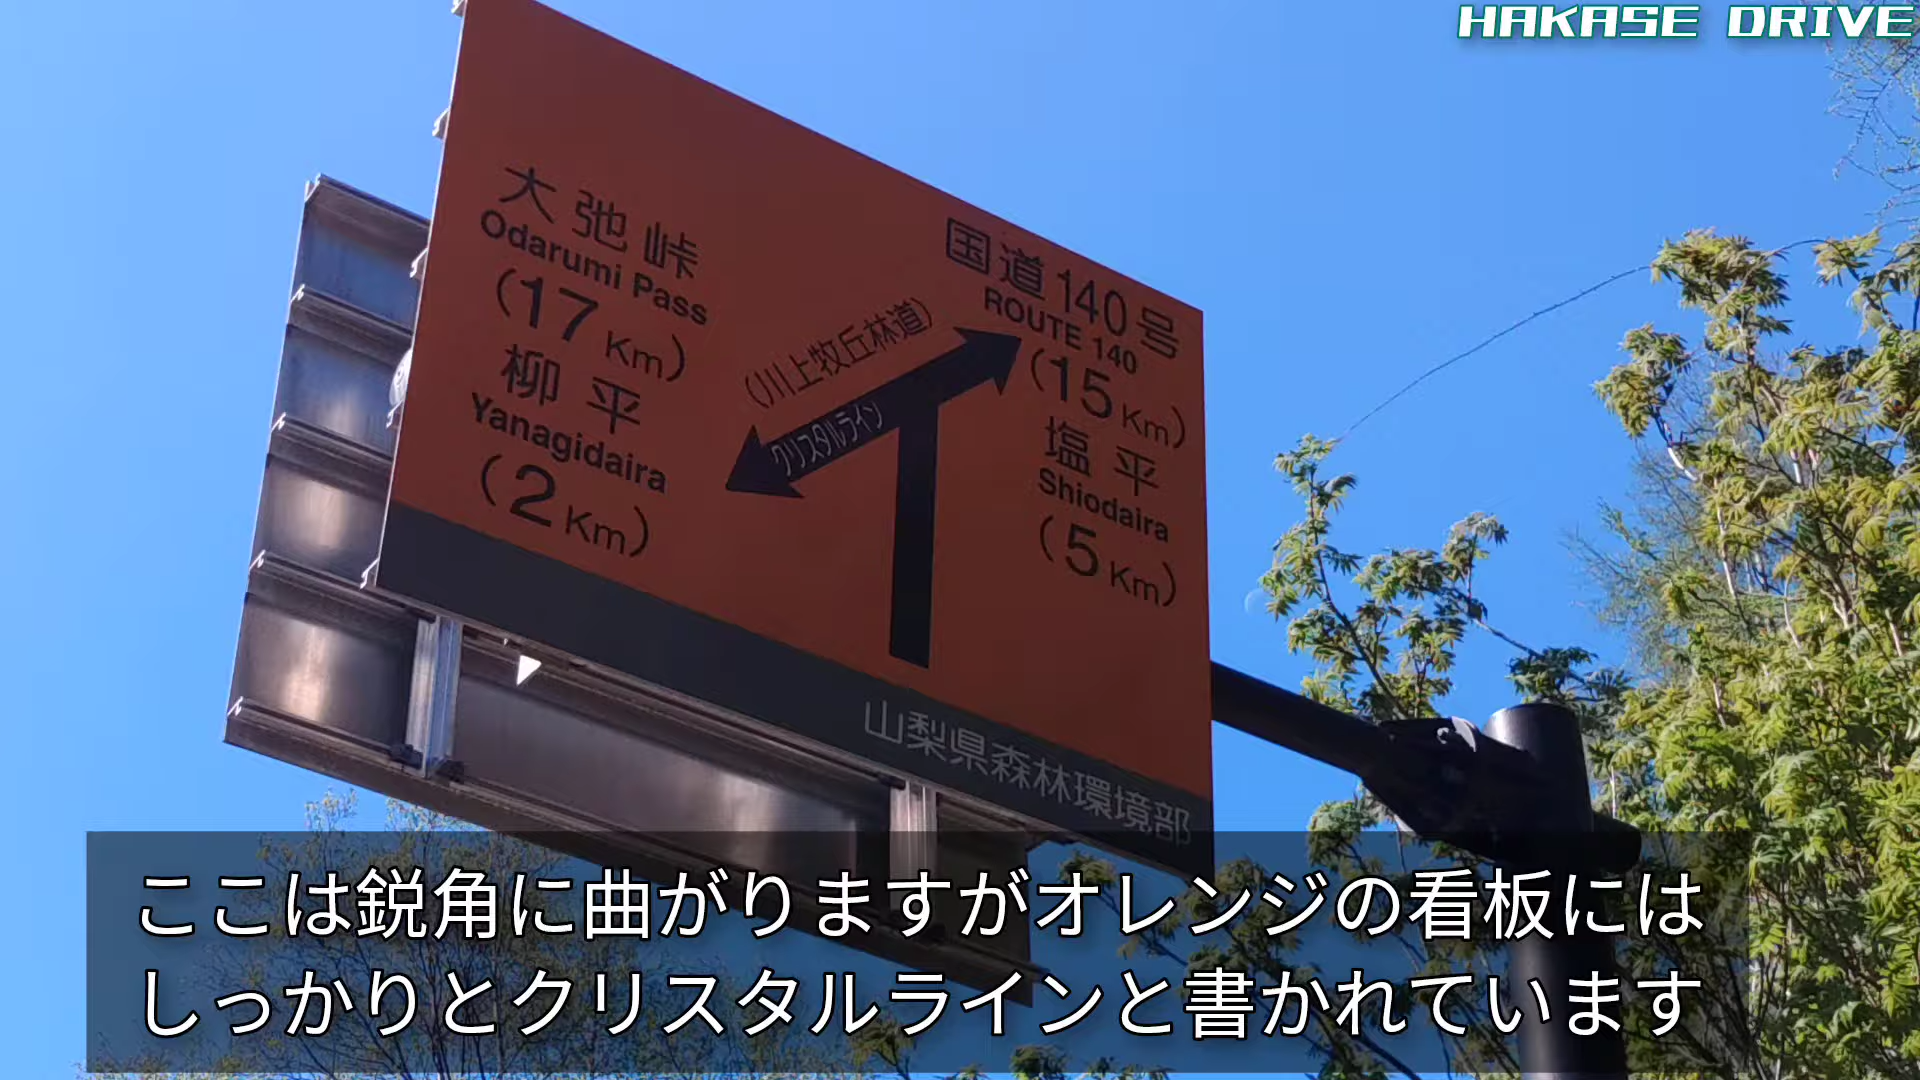 HAKASE DRIVE
大弛峠
Odarumi Pass
(17 Km)
柳平
Yanagidaira
(2 Km)
(川上牧丘林道)
クリスタルライン
国道140号
ROUTE 140
(15 Km)
塩平
Shiodaira
(5 Km)
山梨県森林環境部
ここは鋭角に曲がりますがオレンジの看板には
しっかりとクリスタルラインと書かれています